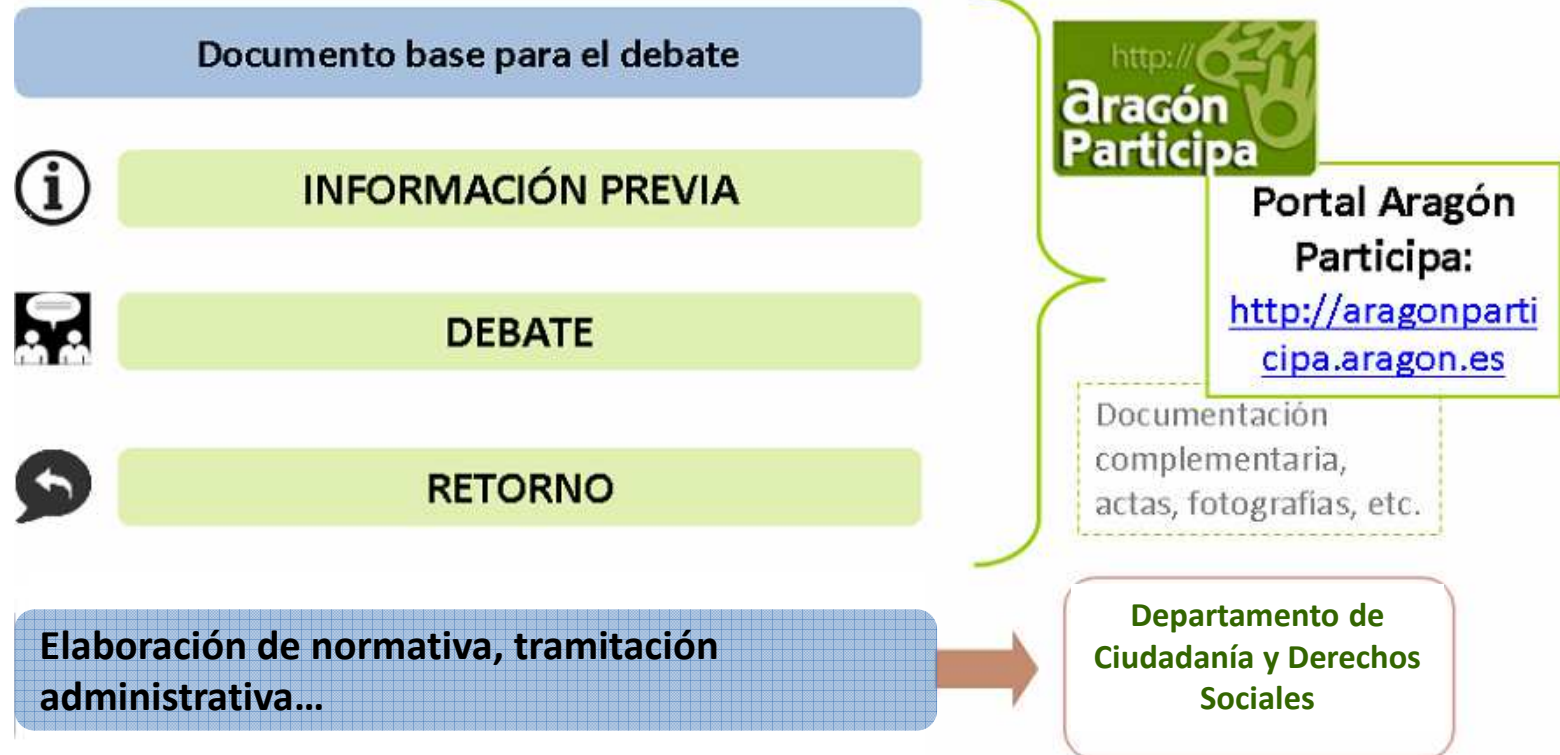 Documento base para el debate
INFORMACIÓN PREVIA
DEBATE
RETORNO
http://
aragón
Participa
Portal Aragón
Participa:
http://aragonparti
cipa.aragon.es
Documentación
complementaria,
actas, fotografías, etc.
Elaboración de normativa, tramitación
administrativa…
Departamento de
Ciudadanía y Derechos
Sociales